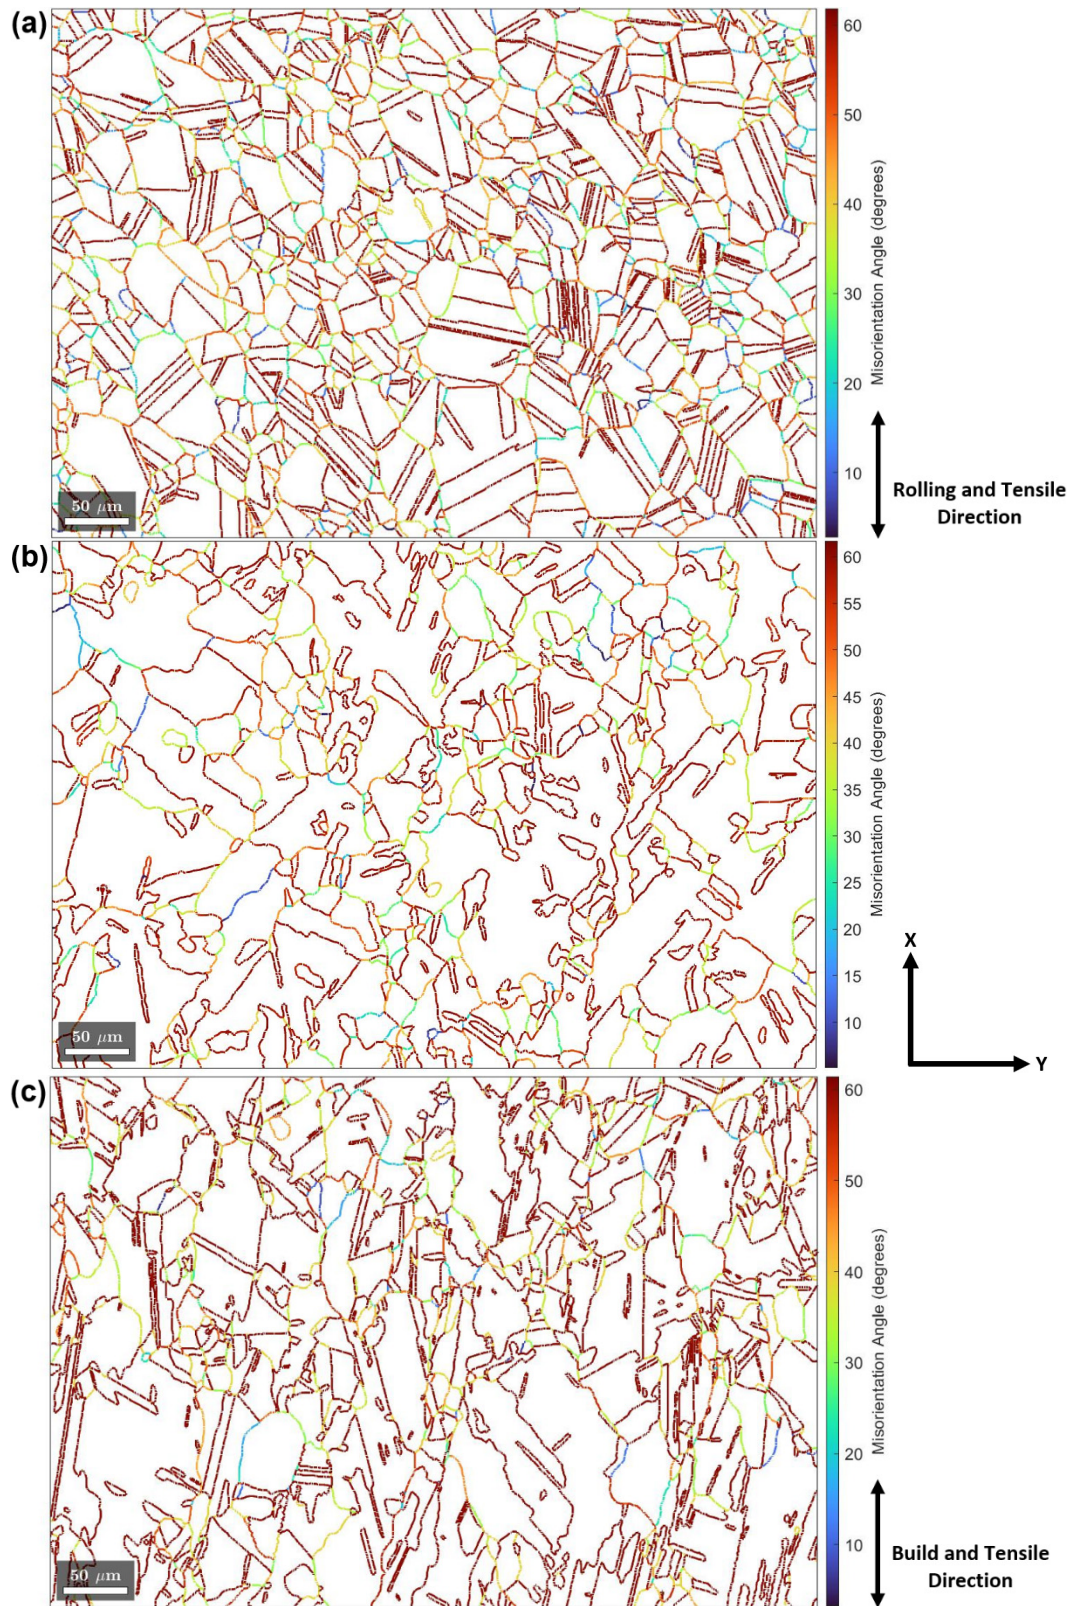 (a)
60
50
40
30
20
10
Misorientation Angle (degrees)
50 μm
Rolling and Tensile
Direction
(b)
60
55
50
45
40
35
30
25
20
15
10
Misorientation Angle (degrees)
50 μm
X
Y
(c)
60
50
40
30
20
10
Misorientation Angle (degrees)
50 μm
Build and Tensile
Direction